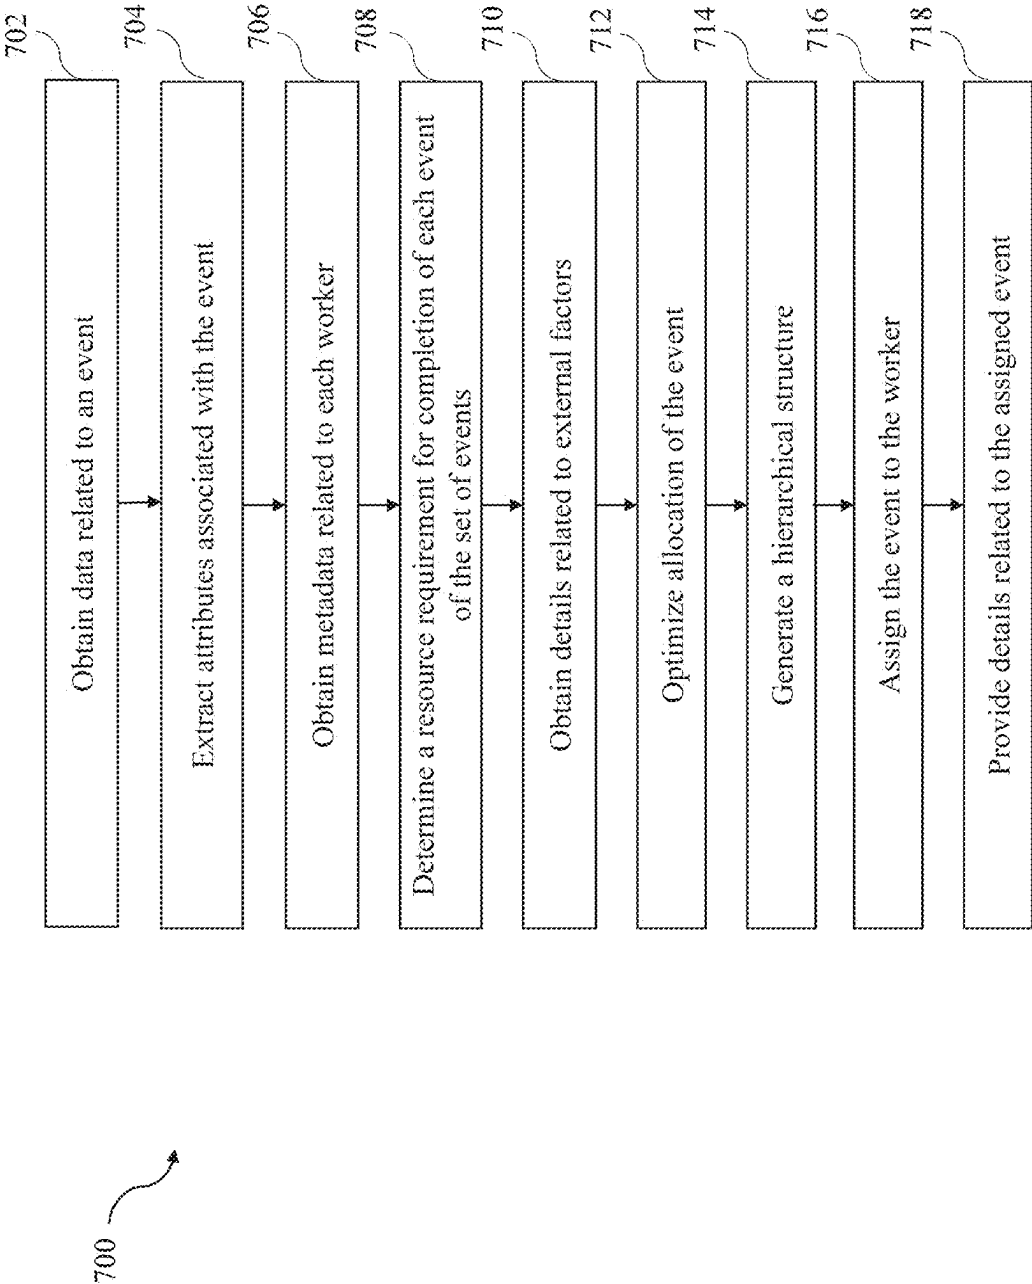 700
702
Obtain data related to an event
704
Extract attributes associated with the event
706
Obtain metadata related to each worker
708
Determine a resource requirement for completion of each event
of the set of events
710
Obtain details related to external factors
712
Optimize allocation of the event
714
Generate a hierarchical structure
716
Assign the event to the worker
718
Provide details related to the assigned event